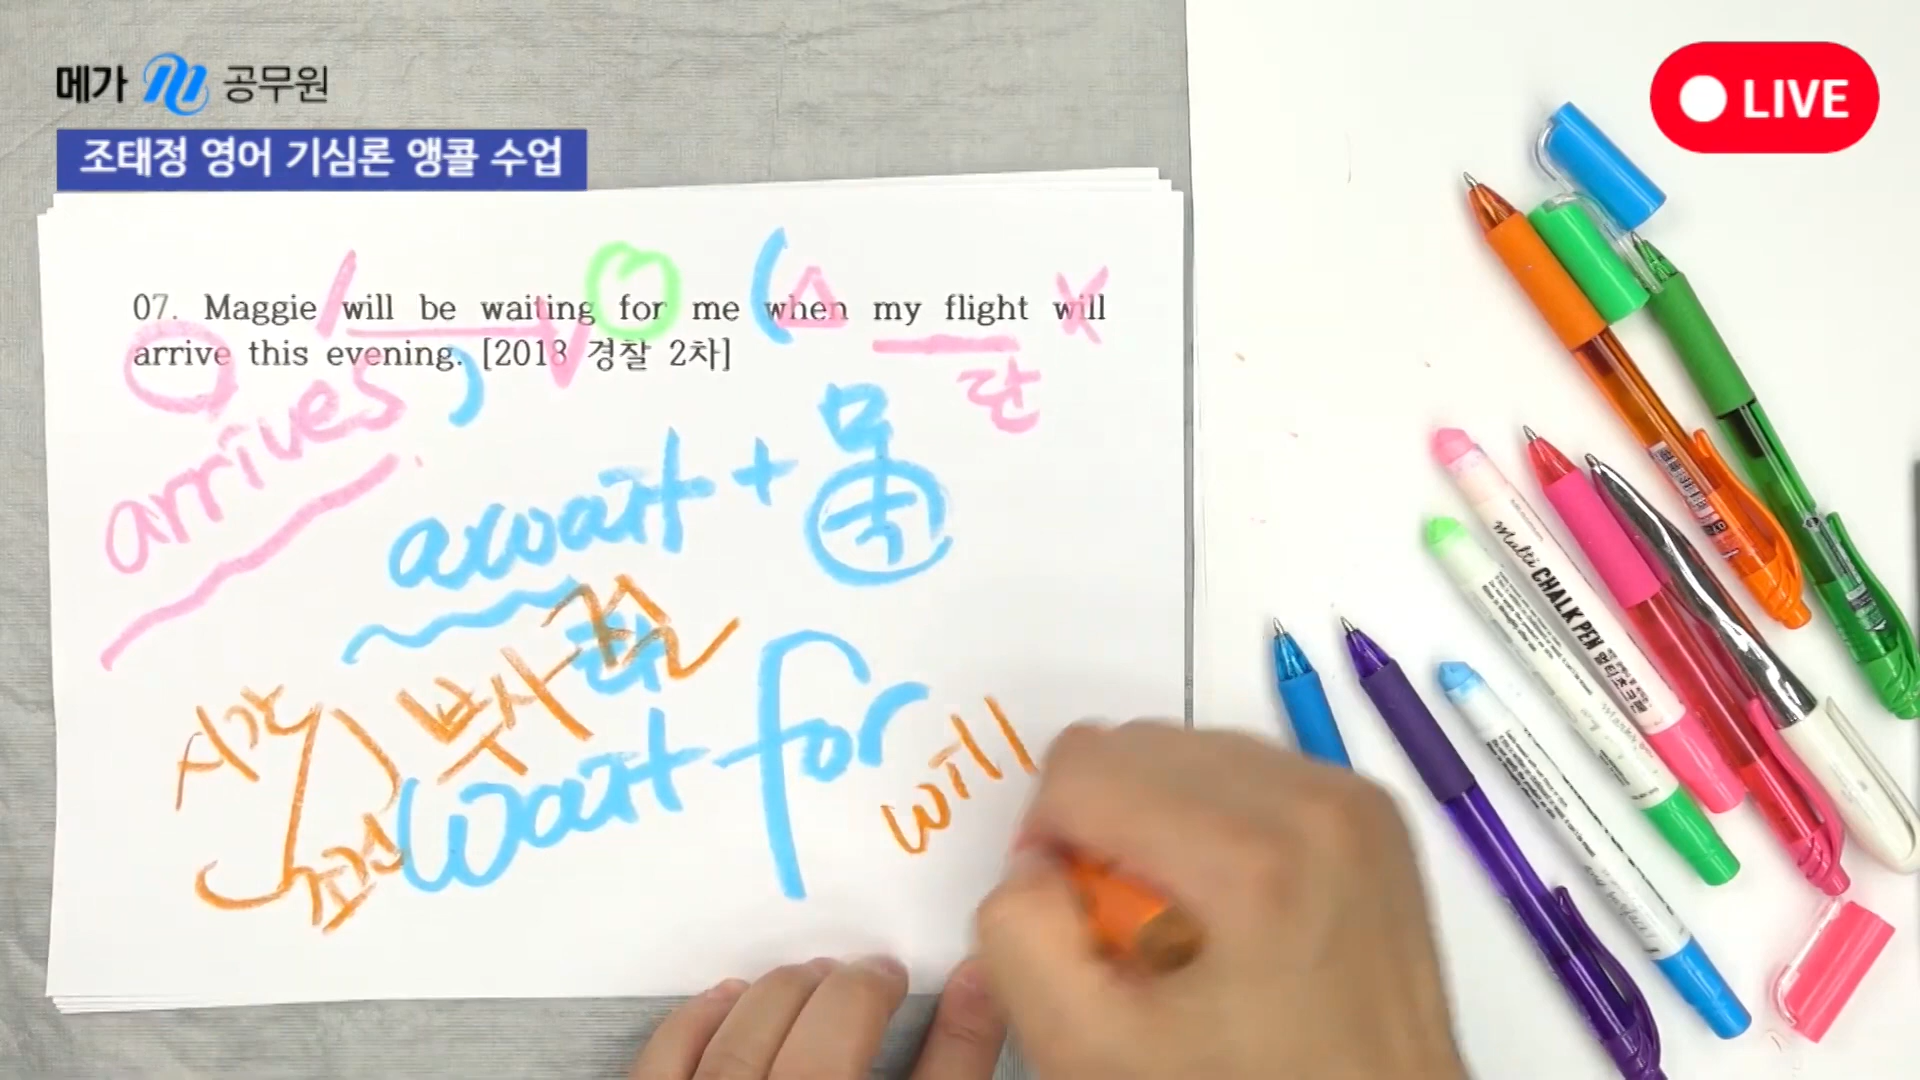 메가 공무원
LIVE
조태정 영어 기심론 앵콜 수업
07. Maggie will be waiting for me when my flight will
arrive this evening. [2018 경찰 2차]
단
arrives
await + 목
시간 부사절
조건
wait for
will
Multi CHALK PEN